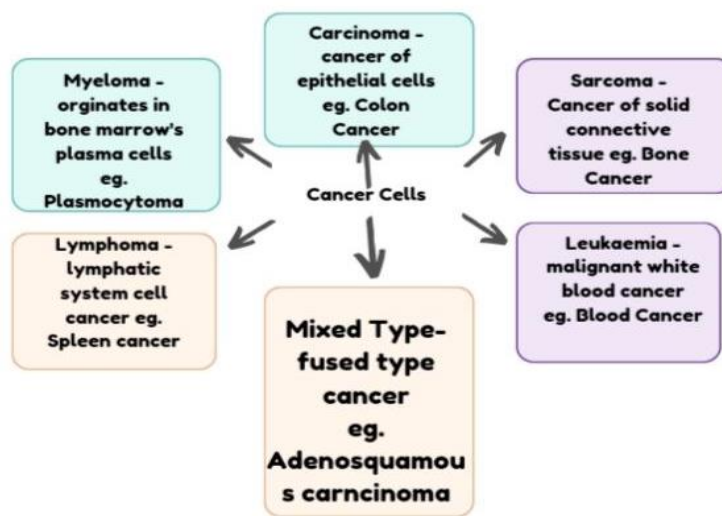 Carcinoma -
cancer of
epithelial cells
eg. Colon
Cancer
Myeloma -
orginates in
bone marrow's
plasma cells
eg.
Plasmocytoma
Sarcoma -
Cancer of solid
connective
tissue eg. Bone
Cancer
Cancer Cells
Lymphoma -
lymphatic
system cell
cancer eg.
Spleen cancer
Leukaemia -
malignant white
blood cancer
eg. Blood Cancer
Mixed Type-
fused type
cancer
eg.
Adenosquamou
s carncinoma